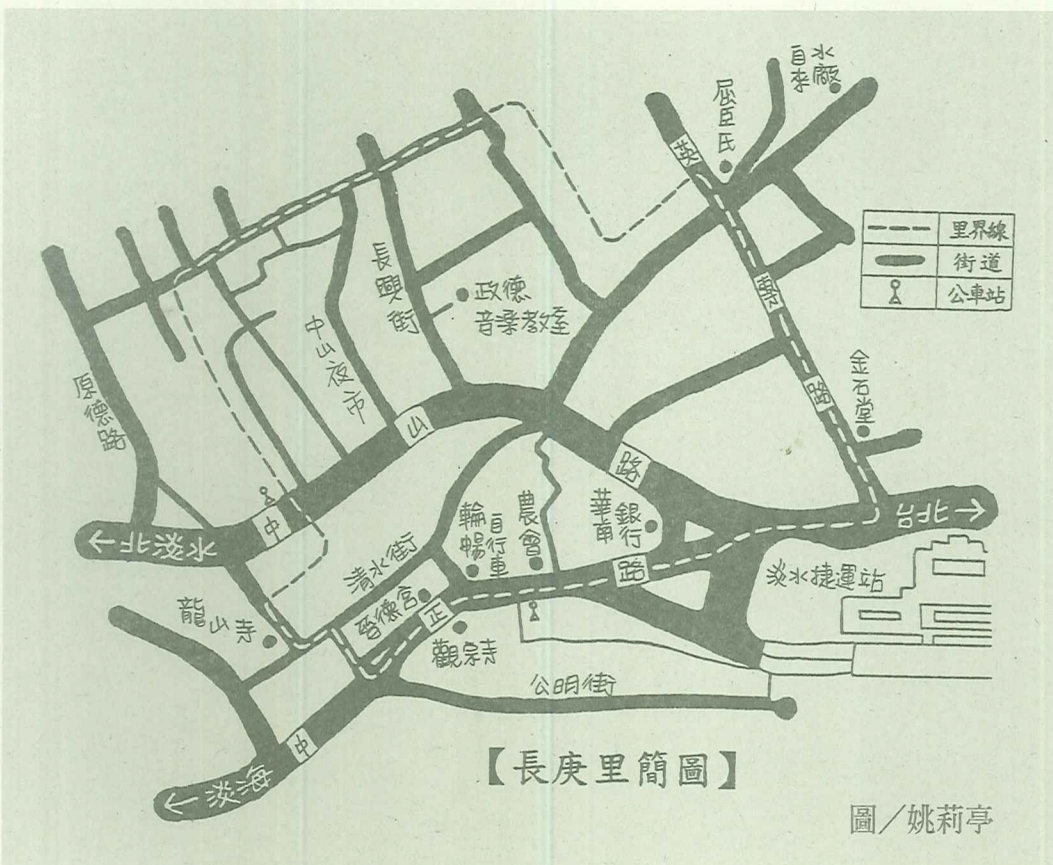 自來水廠
屈臣氏
英專路
里界線
街道
公車站
長興街
政德
音樂教室
中山夜市
原德路
金石堂
中山路
水淡北
北台
輪暢自行車
農會
華南銀行
清水街
晉德宮
中正路
龍山寺
觀宗寺
淡水捷運站
公明街
淡海
【長庚里簡圖】
圖／姚莉亭